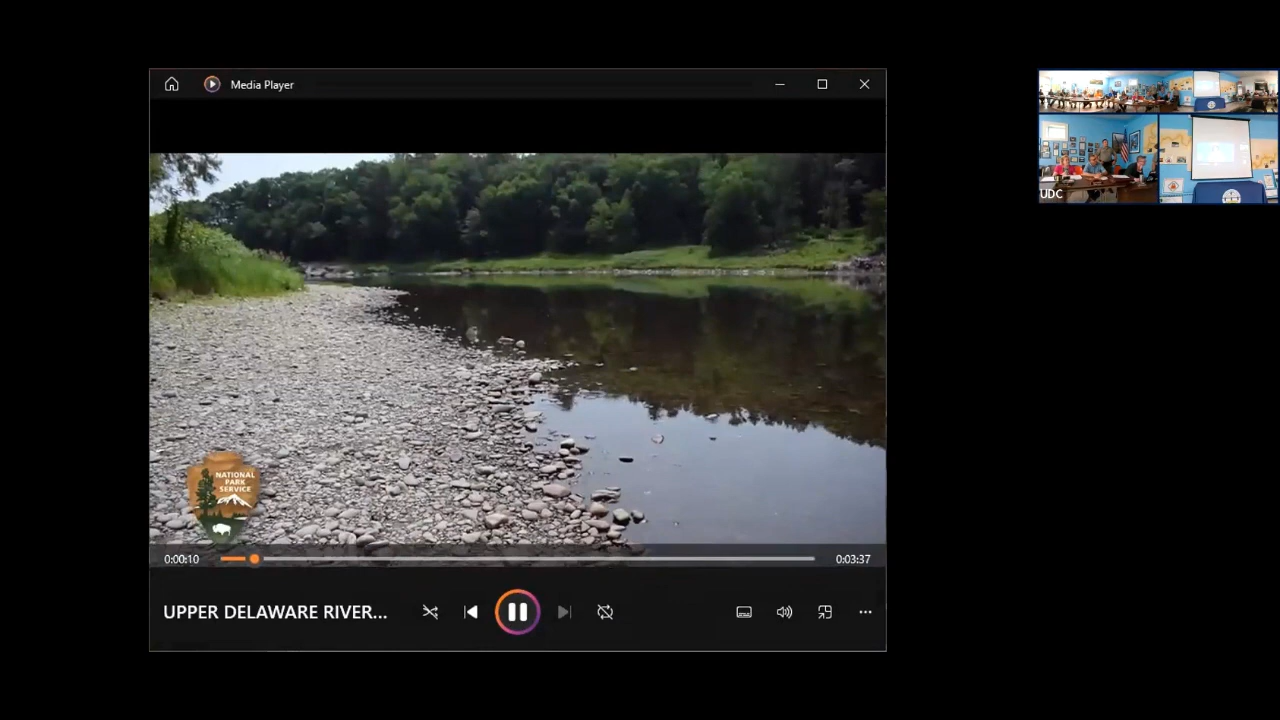 Media Player
UDC
NATIONAL
PARK
SERVICE
0:00:10
0:03:37
UPPER DELAWARE RIVER...